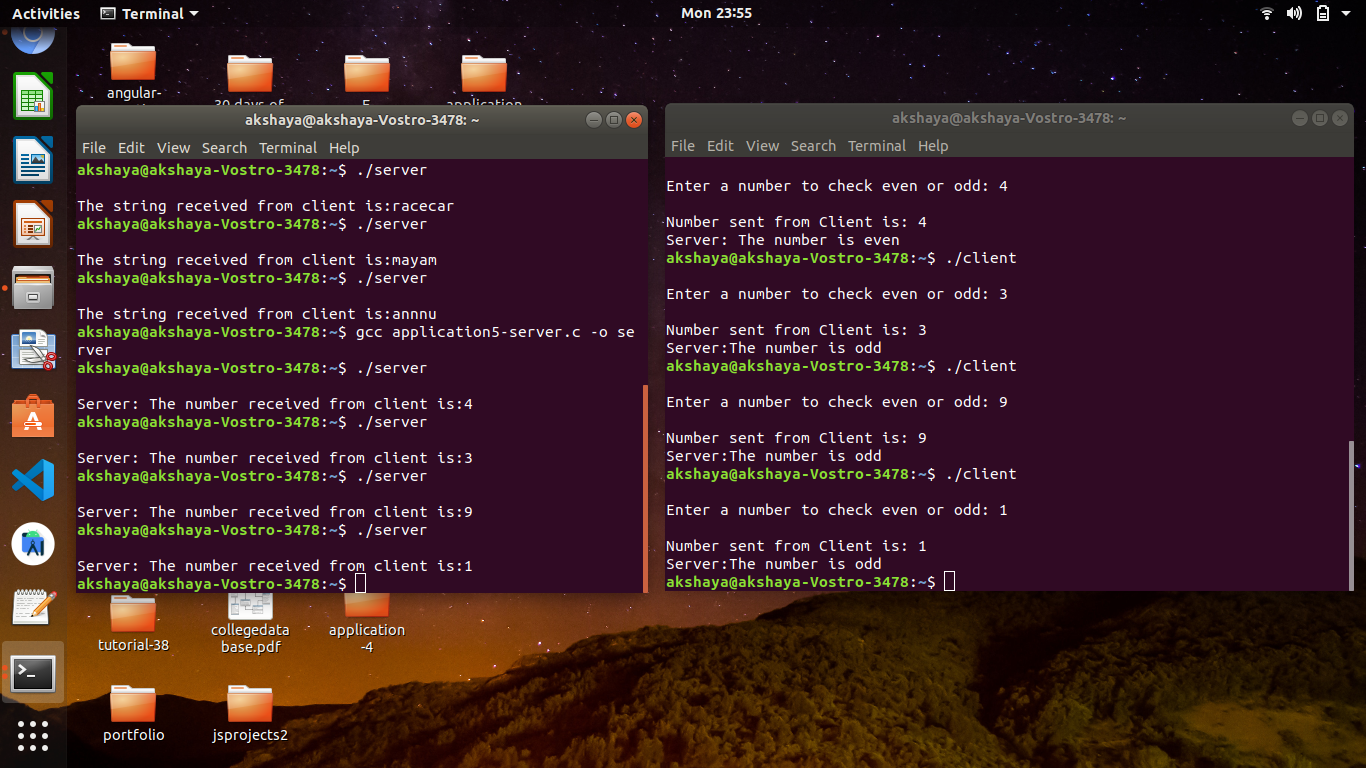 Activities Terminal Mon 23:55
angular-
30 days of
application
akshaya@akshaya-Vostro-3478: ~
File Edit View Search Terminal Help
akshaya@akshaya-Vostro-3478:~$ ./server
The string received from client is:racecar
akshaya@akshaya-Vostro-3478:~$ ./server
The string received from client is:mayam
akshaya@akshaya-Vostro-3478:~$ ./server
The string received from client is:annnu
akshaya@akshaya-Vostro-3478:~$ gcc application5-server.c -o se
rver
akshaya@akshaya-Vostro-3478:~$ ./server
Server: The number received from client is:4
akshaya@akshaya-Vostro-3478:~$ ./server
Server: The number received from client is:3
akshaya@akshaya-Vostro-3478:~$ ./server
Server: The number received from client is:9
akshaya@akshaya-Vostro-3478:~$ ./server
Server: The number received from client is:1
akshaya@akshaya-Vostro-3478:~$
akshaya@akshaya-Vostro-3478: ~
File Edit View Search Terminal Help
Enter a number to check even or odd: 4
Number sent from Client is: 4
Server: The number is even
akshaya@akshaya-Vostro-3478:~$ ./client
Enter a number to check even or odd: 3
Number sent from Client is: 3
Server:The number is odd
akshaya@akshaya-Vostro-3478:~$ ./client
Enter a number to check even or odd: 9
Number sent from Client is: 9
Server:The number is odd
akshaya@akshaya-Vostro-3478:~$ ./client
Enter a number to check even or odd: 1
Number sent from Client is: 1
Server:The number is odd
akshaya@akshaya-Vostro-3478:~$
tutorial-38
collegedata
base.pdf
application
-4
portfolio
jsprojects2